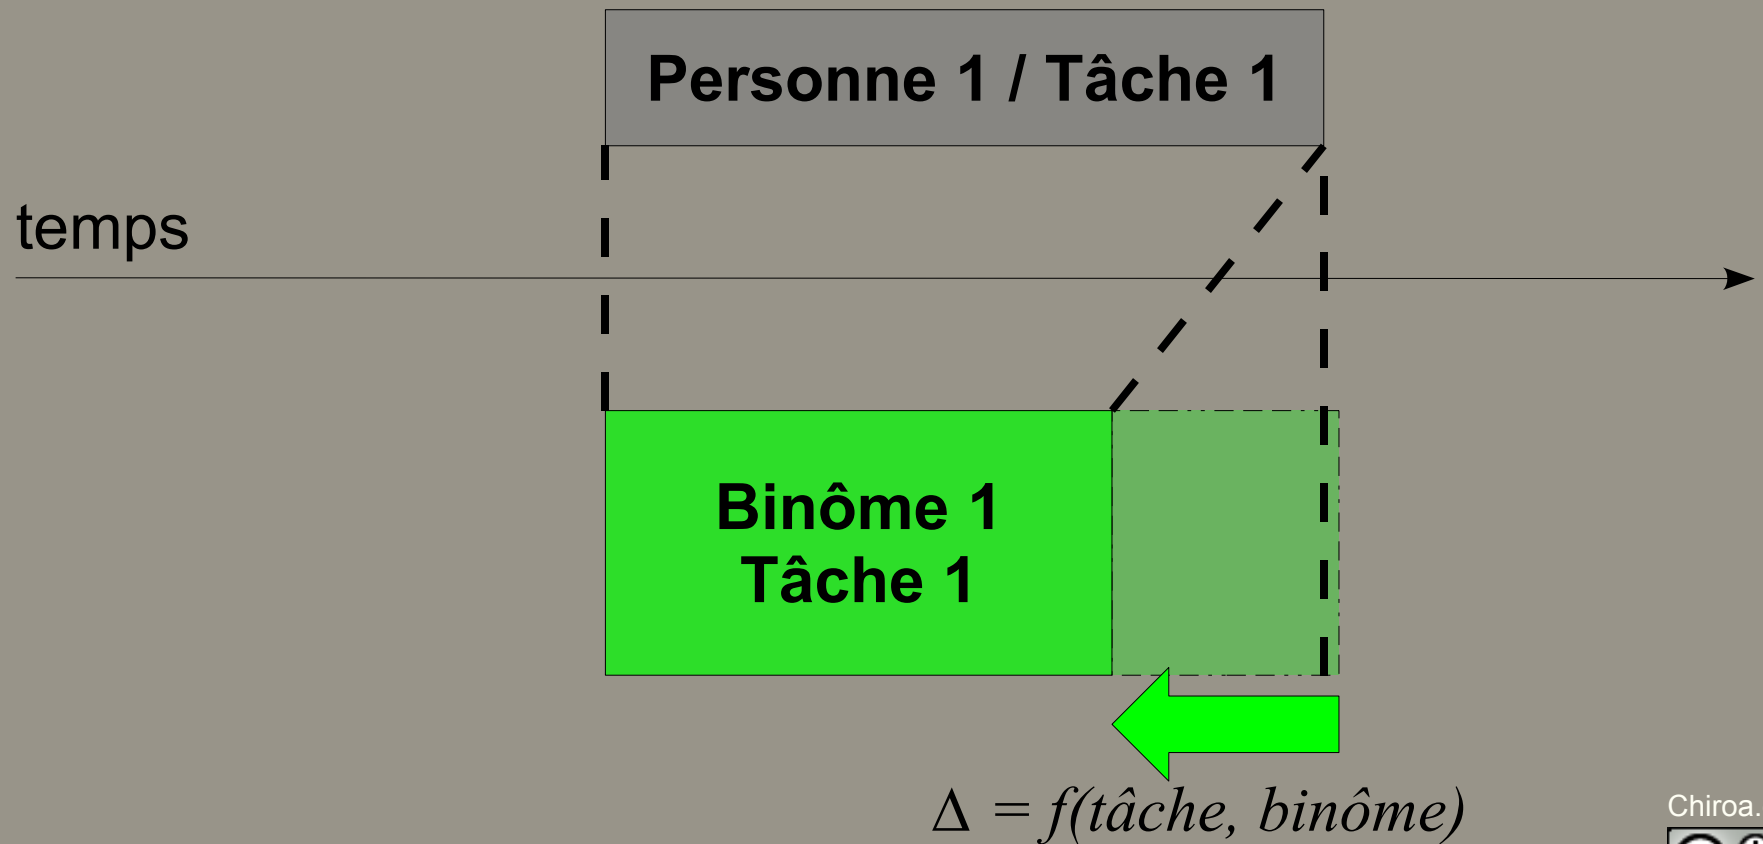 Personne 1 / Tâche 1
temps
Binôme 1
Tâche 1
Δ = f(tâche, binôme)
Chiroa.